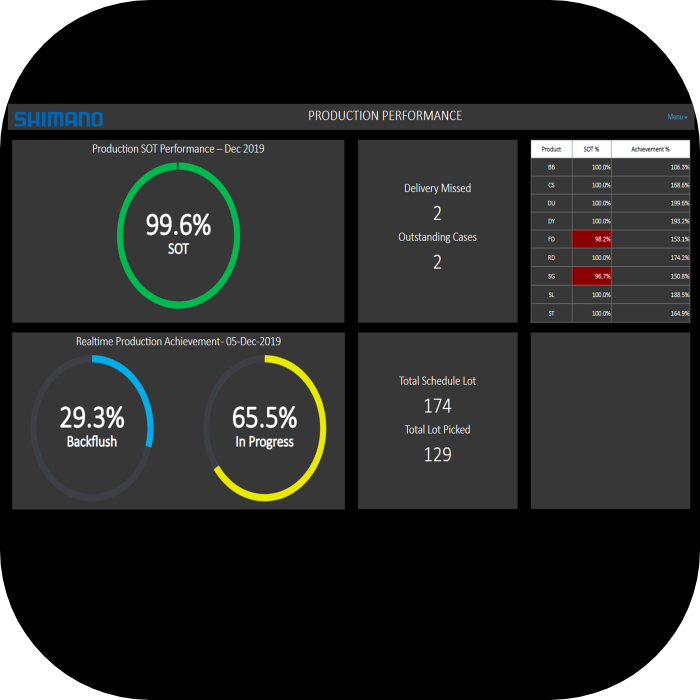 SHIMANO
PRODUCTION PERFORMANCE
Menu
Production SOT Performance – Dec 2019
99.6%
SOT
Delivery Missed
2
Outstanding Cases
2
Product SOT % Achievement %
BB 100.0% 106.3%
CS 100.0% 168.6%
DU 100.0% 199.6%
DY 100.0% 193.2%
FD 98.2% 153.1%
RD 100.0% 174.2%
SG 96.7% 150.8%
SL 100.0% 188.5%
ST 100.0% 164.9%
Realtime Production Achievement- 05-Dec-2019
29.3%
Backflush
65.5%
In Progress
Total Schedule Lot
174
Total Lot Picked
129